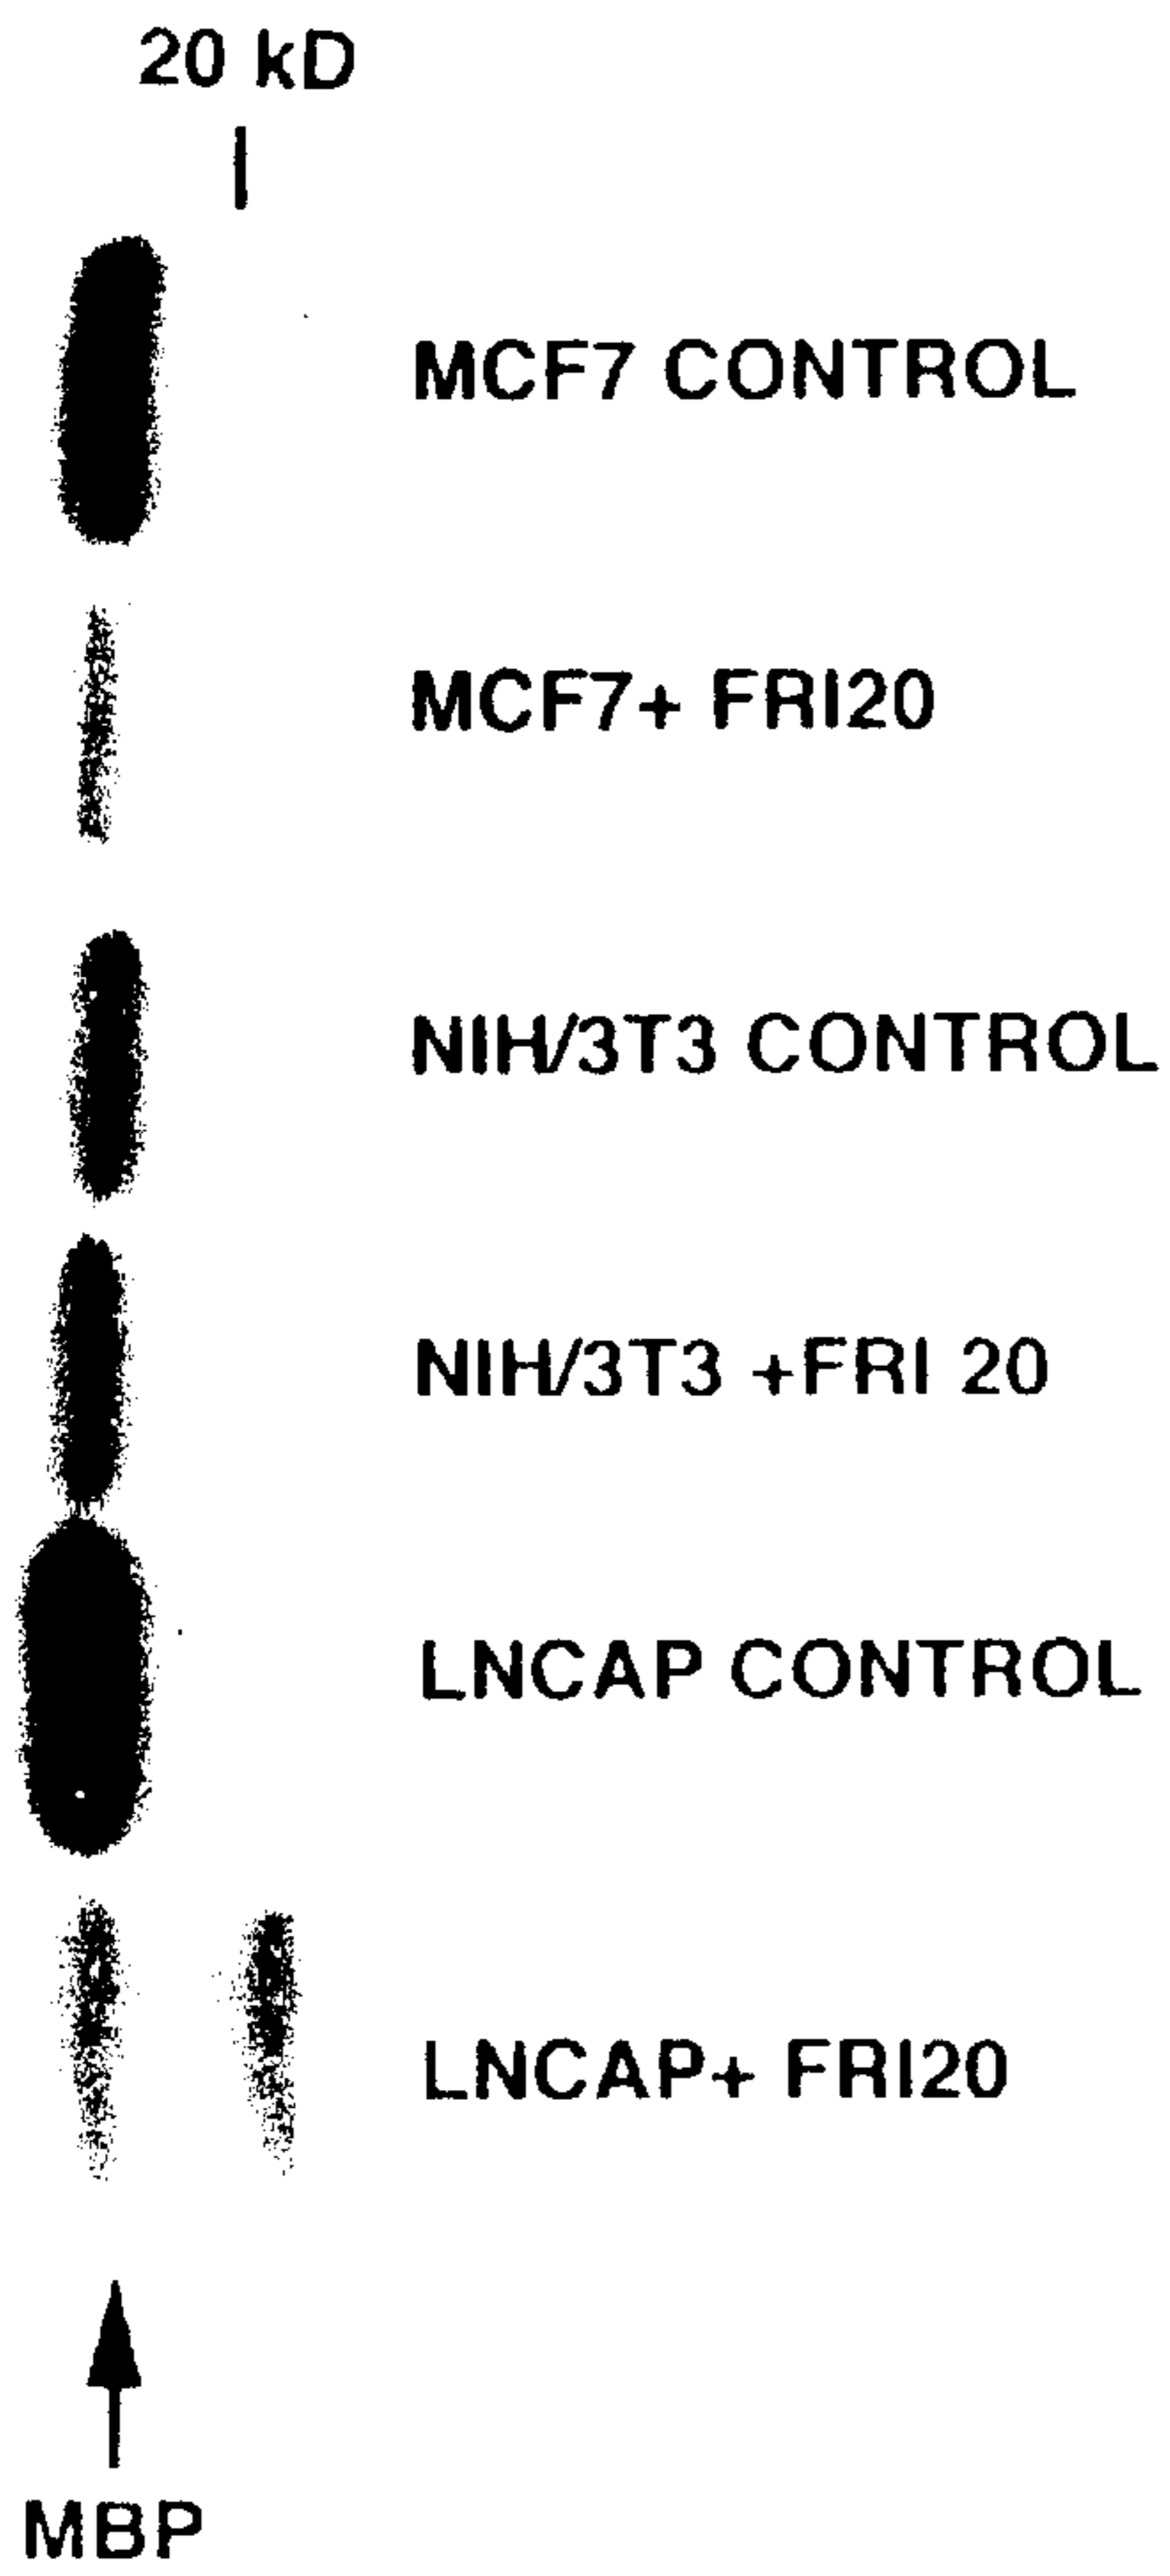 20 kD
MCF7 CONTROL
MCF7+ FRI20
NIH/3T3 CONTROL
NIH/3T3 +FRI 20
LNCAP CONTROL
LNCAP+ FRI20
MBP